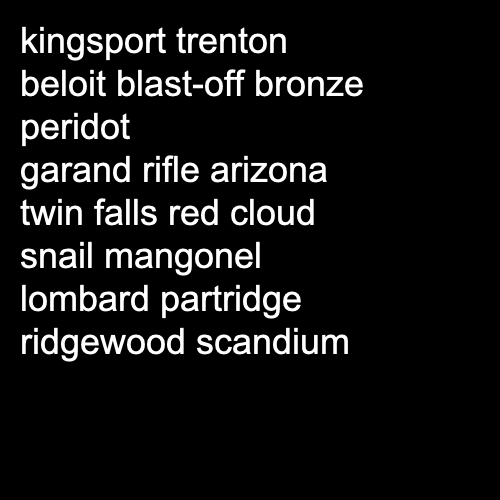 kingsport trenton
beloit blast-off bronze
peridot
garand rifle arizona
twin falls red cloud
snail mangonel
lombard partridge
ridgewood scandium